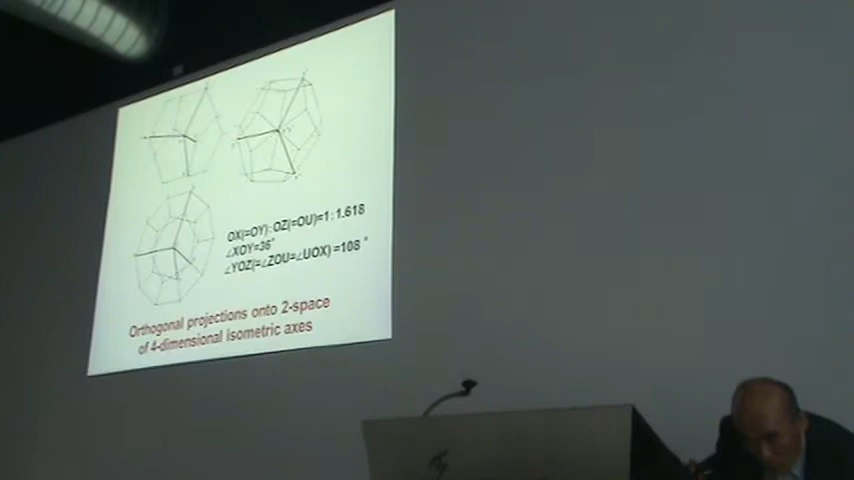 OX(=OY):OZ(=OU)=1:1.618
∠XOY=36°
∠YOZ(=∠ZOU=∠UOX)=108°
Orthogonal projections onto 2-space
of 4-dimensional isometric axes